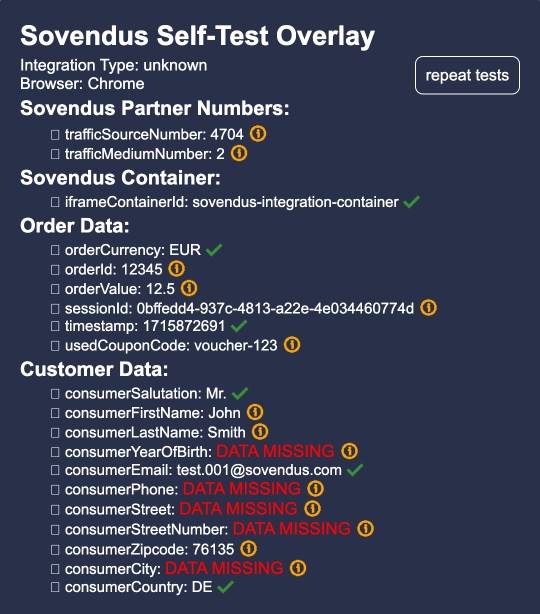 Sovendus Self-Test Overlay
Integration Type: unknown
Browser: Chrome
repeat tests
Sovendus Partner Numbers:
trafficSourceNumber: 4704
trafficMediumNumber: 2
Sovendus Container:
iframeContainerId: sovendus-integration-container
Order Data:
orderCurrency: EUR
orderId: 12345
orderValue: 12.5
sessionId: 0bffedd4-937c-4813-a22e-4e034460774d
timestamp: 1715872691
usedCouponCode: voucher-123
Customer Data:
consumerSalutation: Mr.
consumerFirstName: John
consumerLastName: Smith
consumerYearOfBirth: DATA MISSING
consumerEmail: test.001@sovendus.com
consumerPhone: DATA MISSING
consumerStreet: DATA MISSING
consumerStreetNumber: DATA MISSING
consumerZipcode: 76135
consumerCity: DATA MISSING
consumerCountry: DE